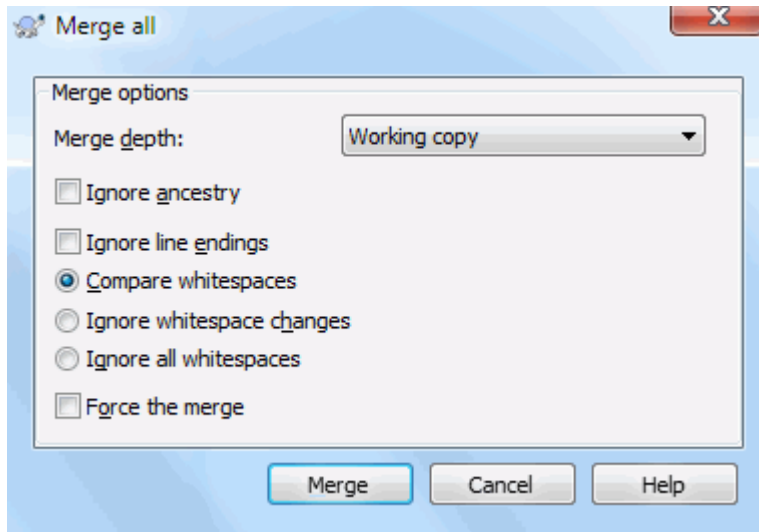 Merge all
Merge options
Merge depth: Working copy
Ignore ancestry
Ignore line endings
Compare whitespaces
Ignore whitespace changes
Ignore all whitespaces
Force the merge
Merge Cancel Help